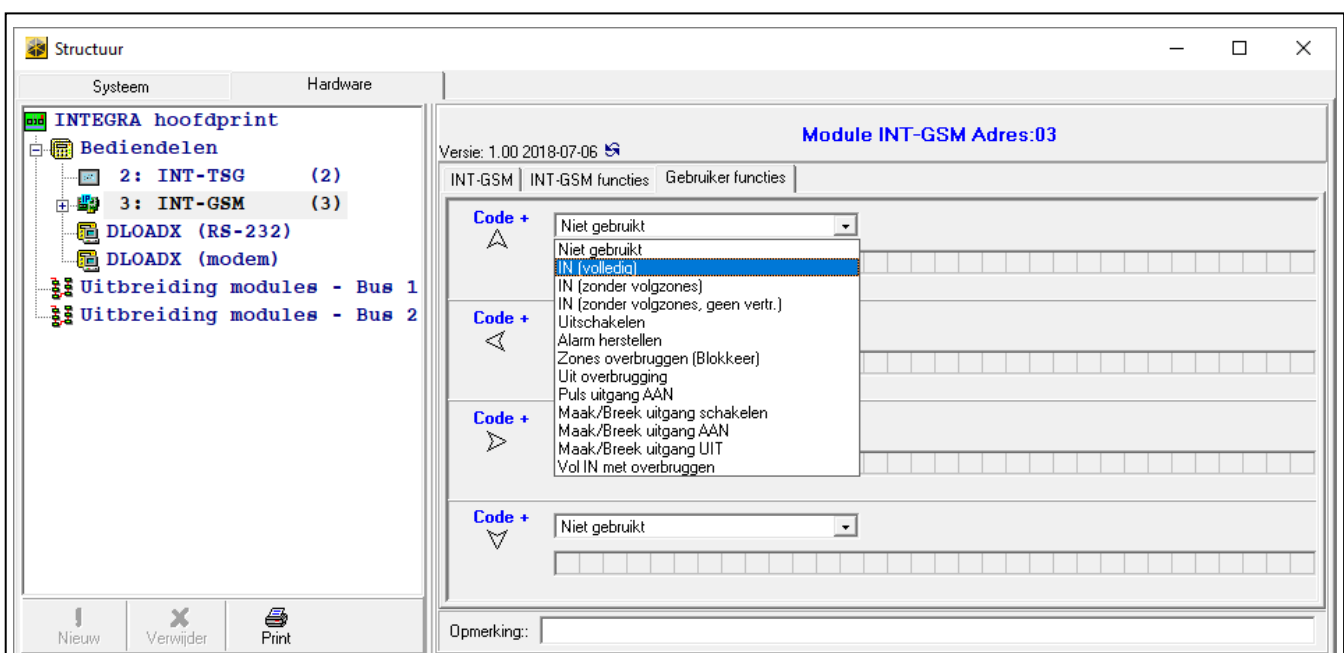 Structuur
Systeem
Hardware
INTEGRA hoofdprint
Bediendelen
2: INT-TSG (2)
3: INT-GSM (3)
DLOADX (RS-232)
DLOADX (modem)
Uitbreiding modules - Bus 1
Uitbreiding modules - Bus 2
Nieuw
Verwijder
Print
Module INT-GSM Adres:03
Versie: 1.00 2018-07-06
INT-GSM
INT-GSM functies
Gebruiker functies
Code +
Niet gebruikt
Niet gebruikt
IN (volledig)
IN (zonder volgzones)
IN (zonder volgzones, geen vertr.)
Uitschakelen
Alarm herstellen
Zones overbruggen (Blokkeer)
Uit overbrugging
Puls uitgang AAN
Maak/Breek uitgang schakelen
Maak/Breek uitgang AAN
Maak/Breek uitgang UIT
Vol IN met overbruggen
Code +
Code +
Code +
Niet gebruikt
Opmerking::